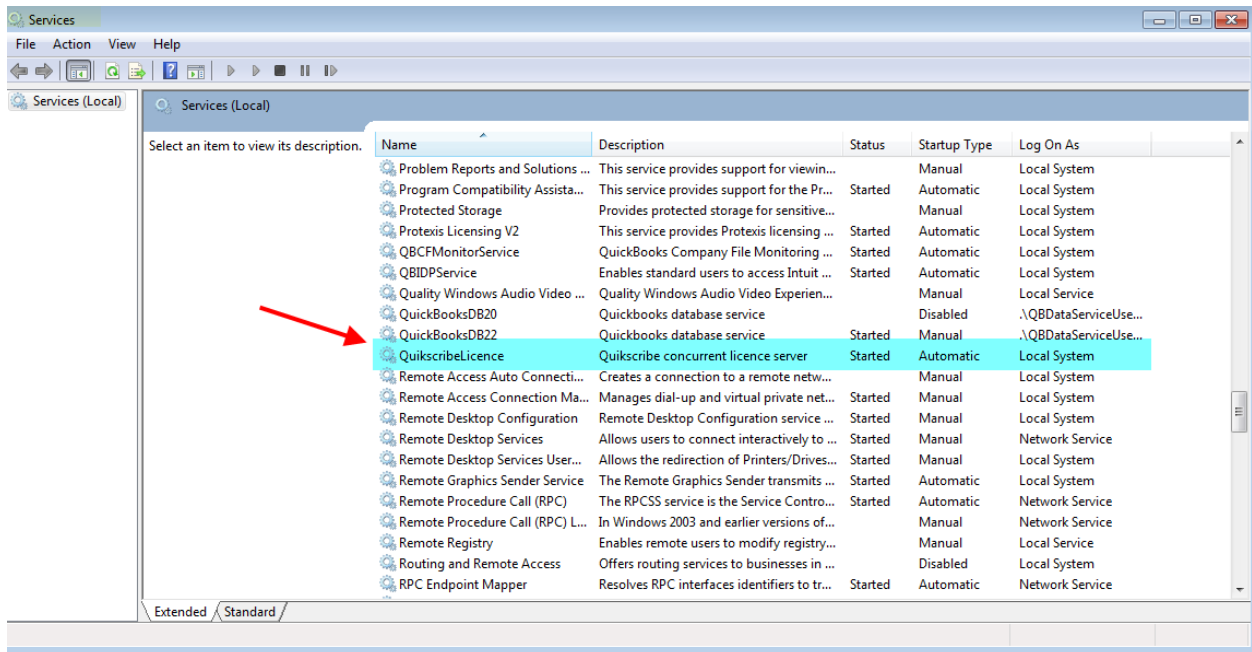 Services
File Action View Help
Services (Local)
Services (Local)
Select an item to view its description.
Name Description Status Startup Type Log On As
Problem Reports and Solutions ... This service provides support for viewin... Manual Local System
Program Compatibility Assista... This service provides support for the Pr... Started Automatic Local System
Protected Storage Provides protected storage for sensitive... Manual Local System
Protexis Licensing V2 This service provides Protexis licensing ... Started Automatic Local System
QBCFMonitorService QuickBooks Company File Monitoring ... Started Automatic Local System
QBIDPService Enables standard users to access Intuit ... Started Automatic Local System
Quality Windows Audio Video ... Quality Windows Audio Video Experien... Manual Local Service
QuickBooksDB20 Quickbooks database service Disabled .\QBDataServiceUse...
QuickBooksDB22 Quickbooks database service Started Manual .\QBDataServiceUse...
QuikscribeLicence Quikscribe concurrent licence server Started Automatic Local System
Remote Access Auto Connecti... Creates a connection to a remote netw... Manual Local System
Remote Access Connection Ma... Manages dial-up and virtual private net... Started Manual Local System
Remote Desktop Configuration Remote Desktop Configuration service ... Started Manual Local System
Remote Desktop Services Allows users to connect interactively to ... Started Manual Network Service
Remote Desktop Services User... Allows the redirection of Printers/Drives... Started Manual Local System
Remote Graphics Sender Service The Remote Graphics Sender transmits ... Started Automatic Local System
Remote Procedure Call (RPC) The RPCSS service is the Service Contro... Started Automatic Network Service
Remote Procedure Call (RPC) L... In Windows 2003 and earlier versions of... Manual Network Service
Remote Registry Enables remote users to modify registry... Manual Local Service
Routing and Remote Access Offers routing services to businesses in ... Disabled Local System
RPC Endpoint Mapper Resolves RPC interfaces identifiers to tr... Started Automatic Network Service
Extended Standard